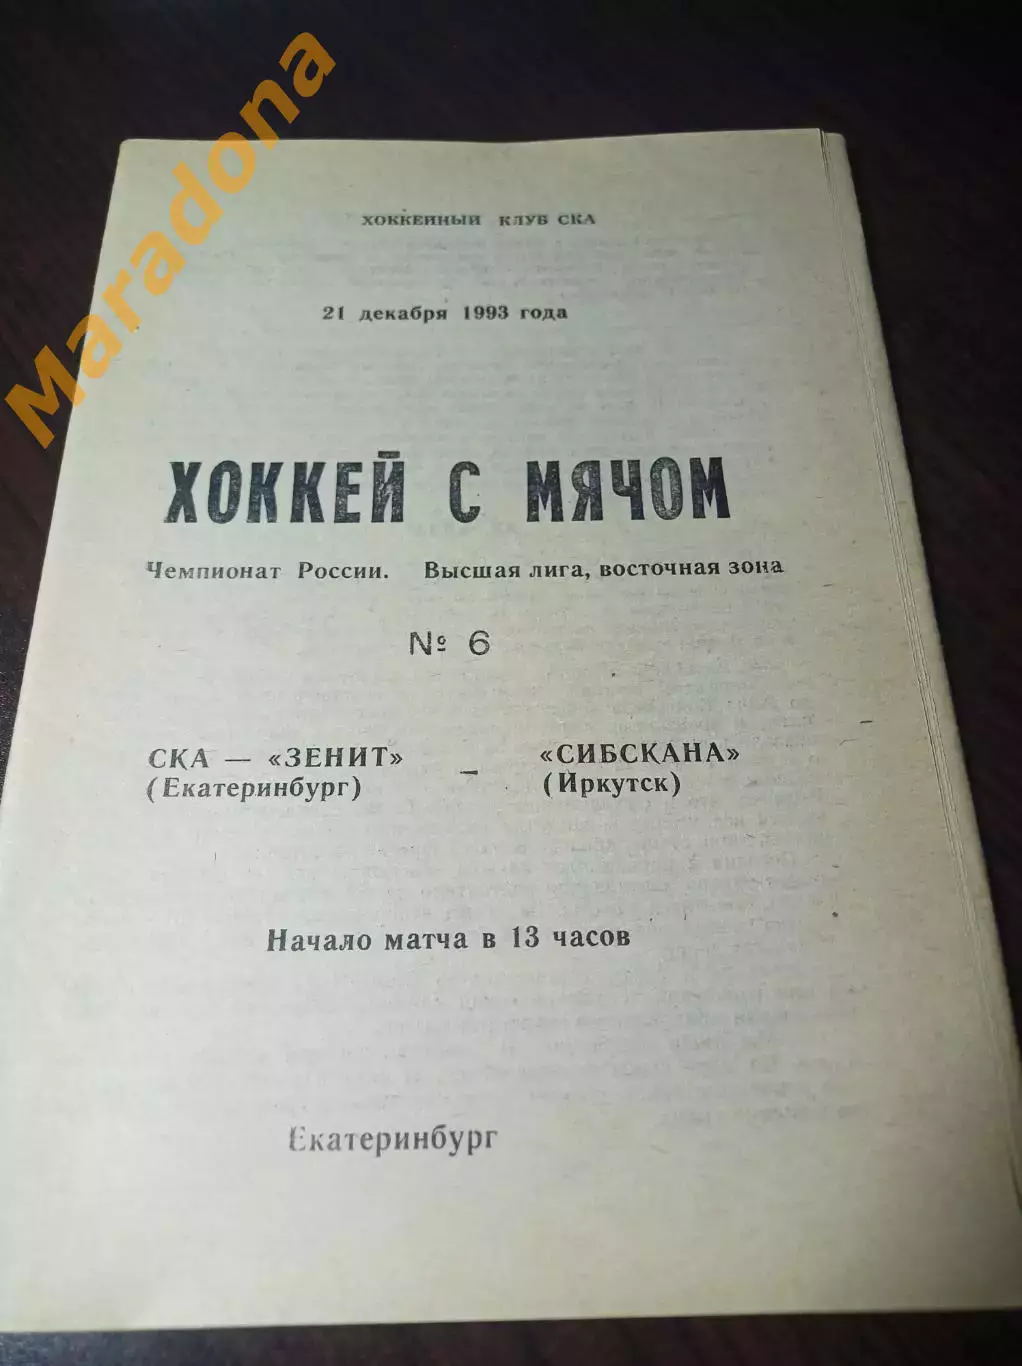 Maradona
ХОККЕЙНЫЙ КЛУБ СКА
21 декабря 1993 года
ХОККЕЙ С МЯЧОМ
Чемпионат России. Высшая лига, восточная зона
№ 6
СКА — «ЗЕНИТ» – «СИБСКАНА»
(Екатеринбург) (Иркутск)
Начало матча в 13 часов
Екатеринбург